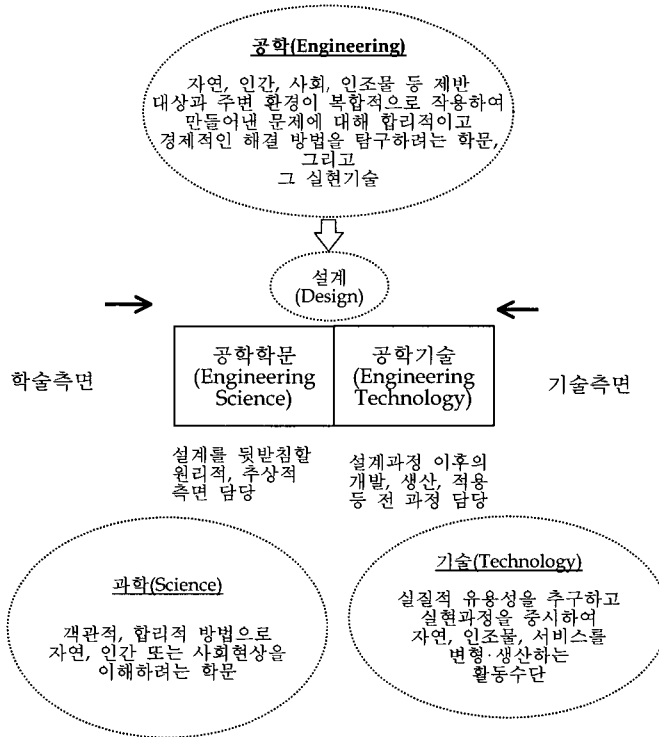 공학(Engineering)
자연, 인간, 사회, 인조물 등 제반
대상과 주변 환경이 복합적으로 작용하여
만들어낸 문제에 대해 합리적이고
경제적인 해결 방법을 탐구하려는 학문,
그리고
그 실현기술
설계
(Design)
학술측면
공학학문
(Engineering
Science)
공학기술
(Engineering
Technology)
기술측면
설계를 뒷받침할
원리적, 추상적
측면 담당
설계과정 이후의
개발, 생산, 적용
등 전 과정 담당
과학(Science)
객관적, 합리적 방법으로
자연, 인간 또는 사회현상을
이해하려는 학문
기술(Technology)
실질적 유용성을 추구하고
실현과정을 중시하여
자연, 인조물, 서비스를
변형·생산하는
활동수단